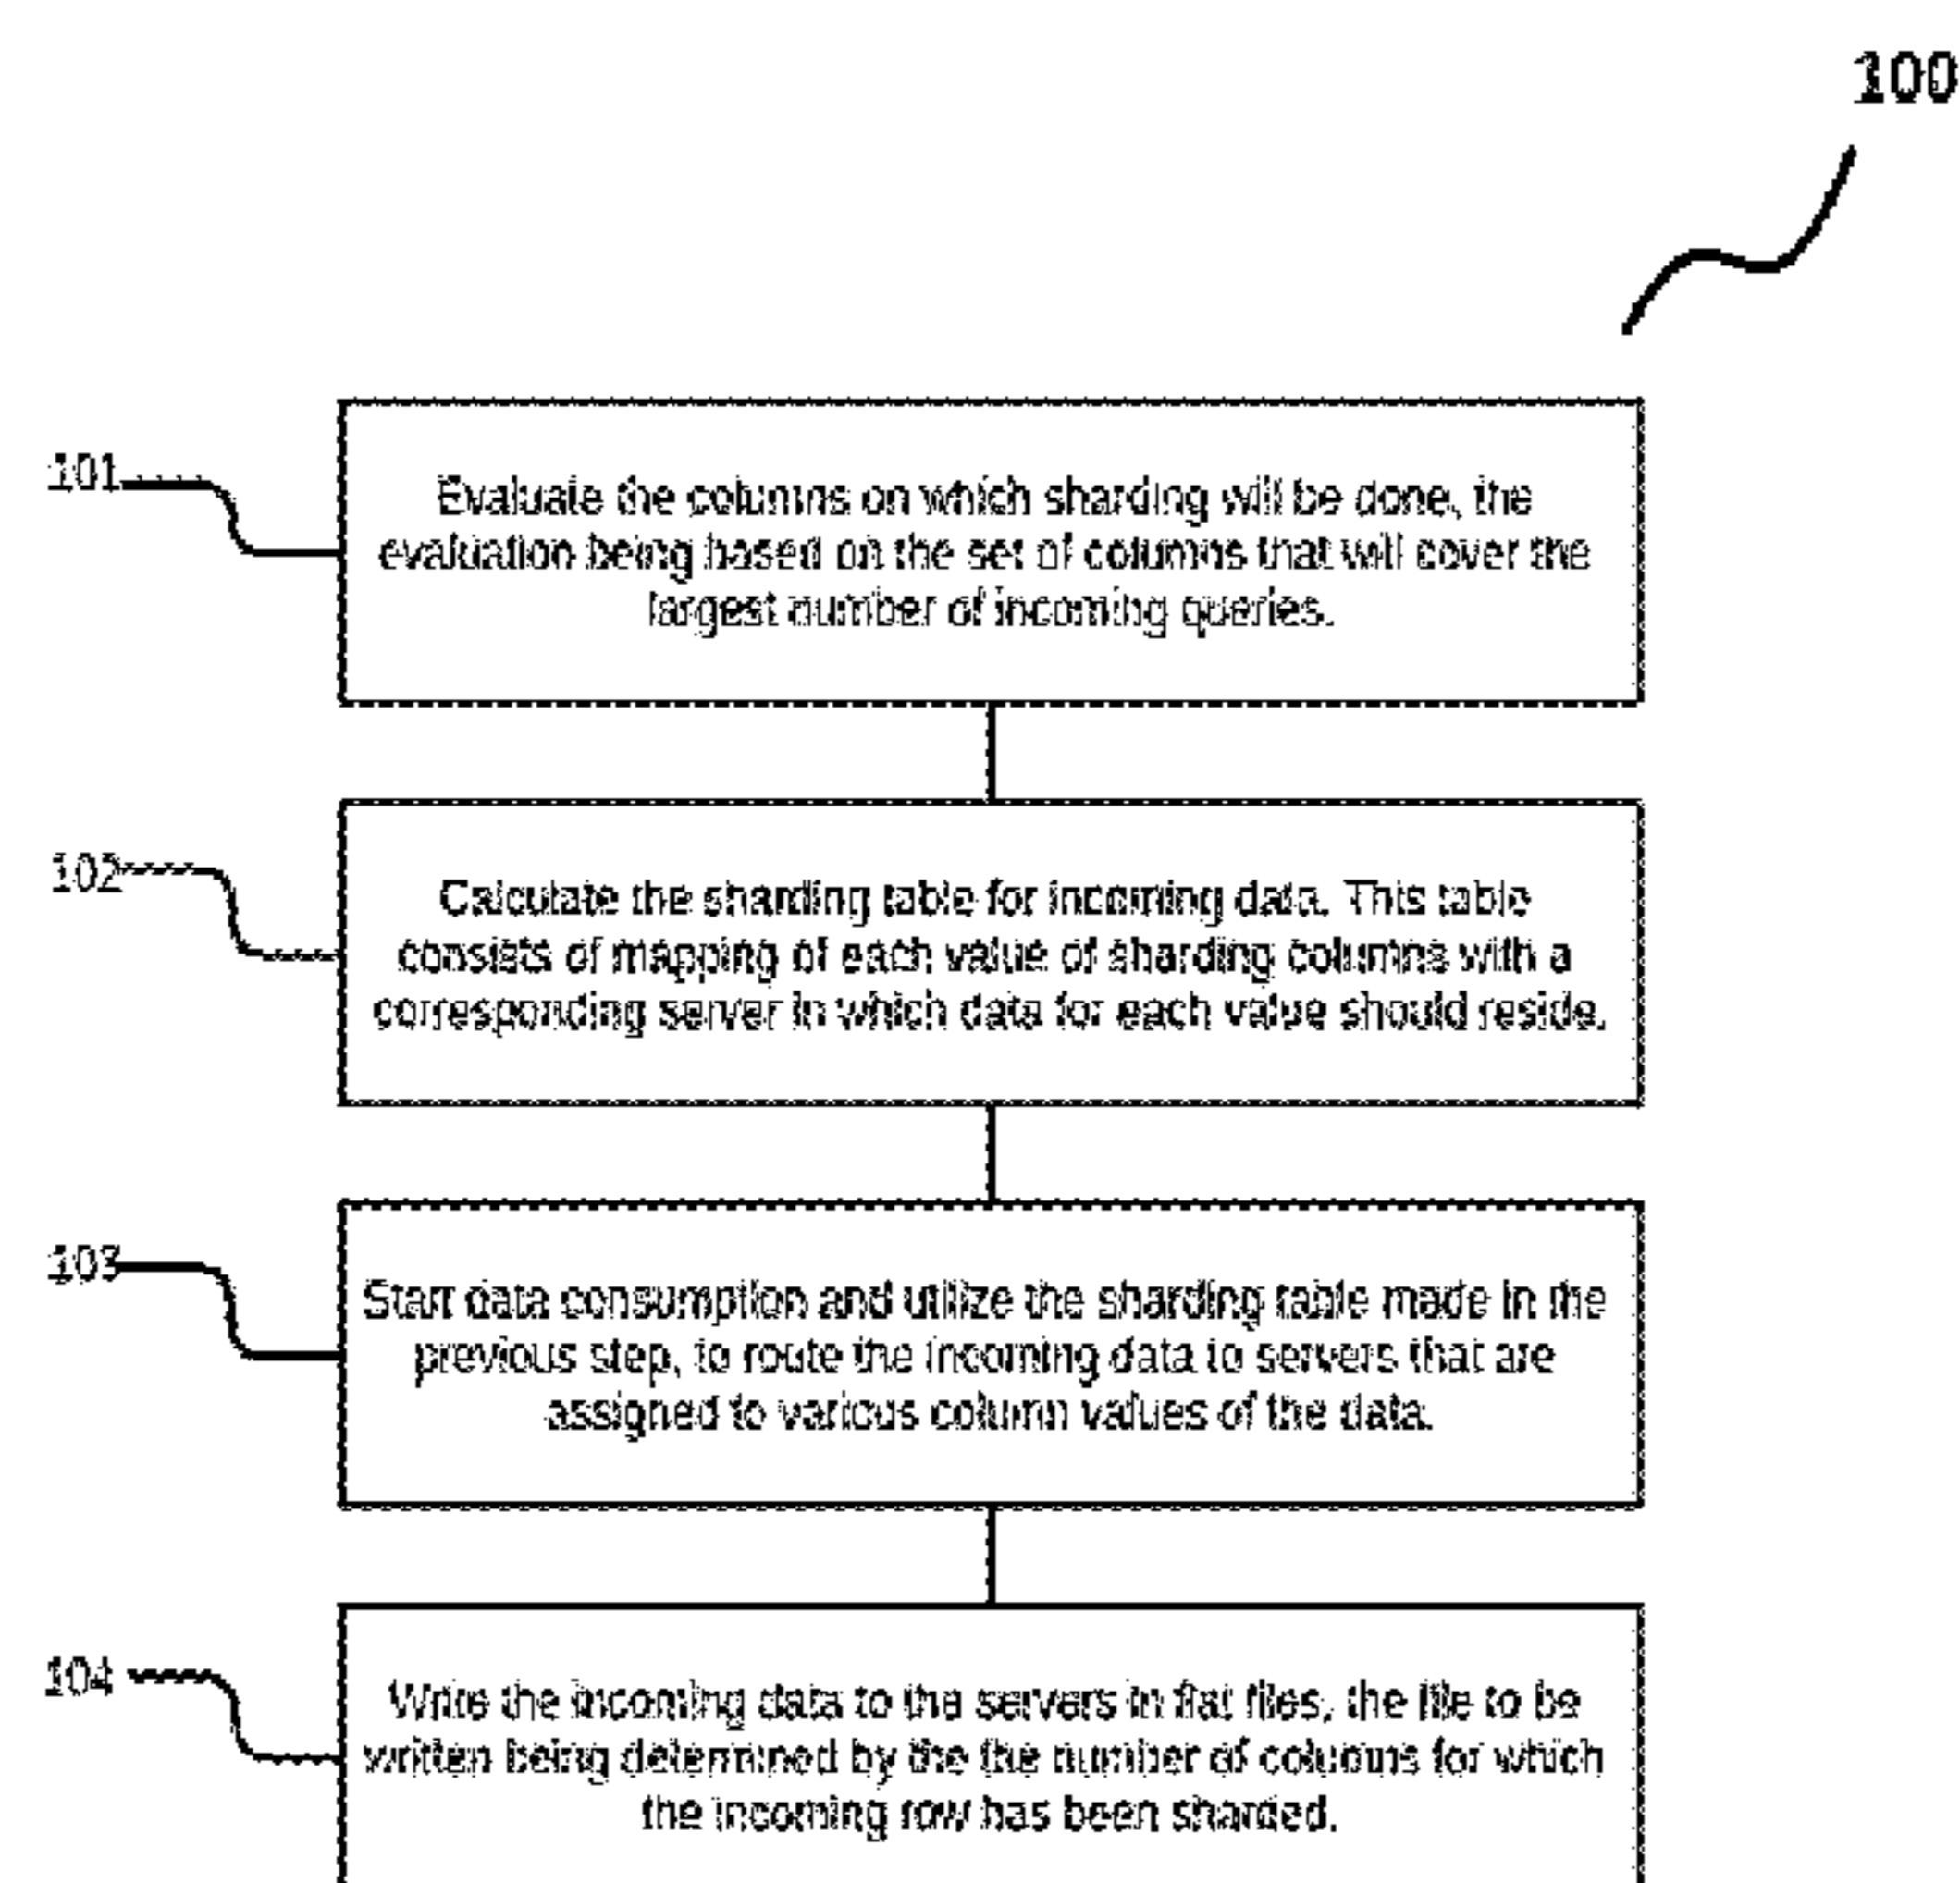 100
101
Evaluate the columns on which sharding will be done, the
evaluation being based on the set of columns that will cover the
largest number of incoming queries.
102
Calculate the sharding table for incoming data. This table
consists of mapping of each value of sharding columns with a
corresponding server in which data for each value should reside.
103
Start data consumption and utilize the sharding table made in the
previous step, to route the incoming data to servers that are
assigned to various column values of the data.
104
Write the incoming data to the servers in flat files, the file to be
written being determined by the the number of columns for which
the incoming row has been sharded.